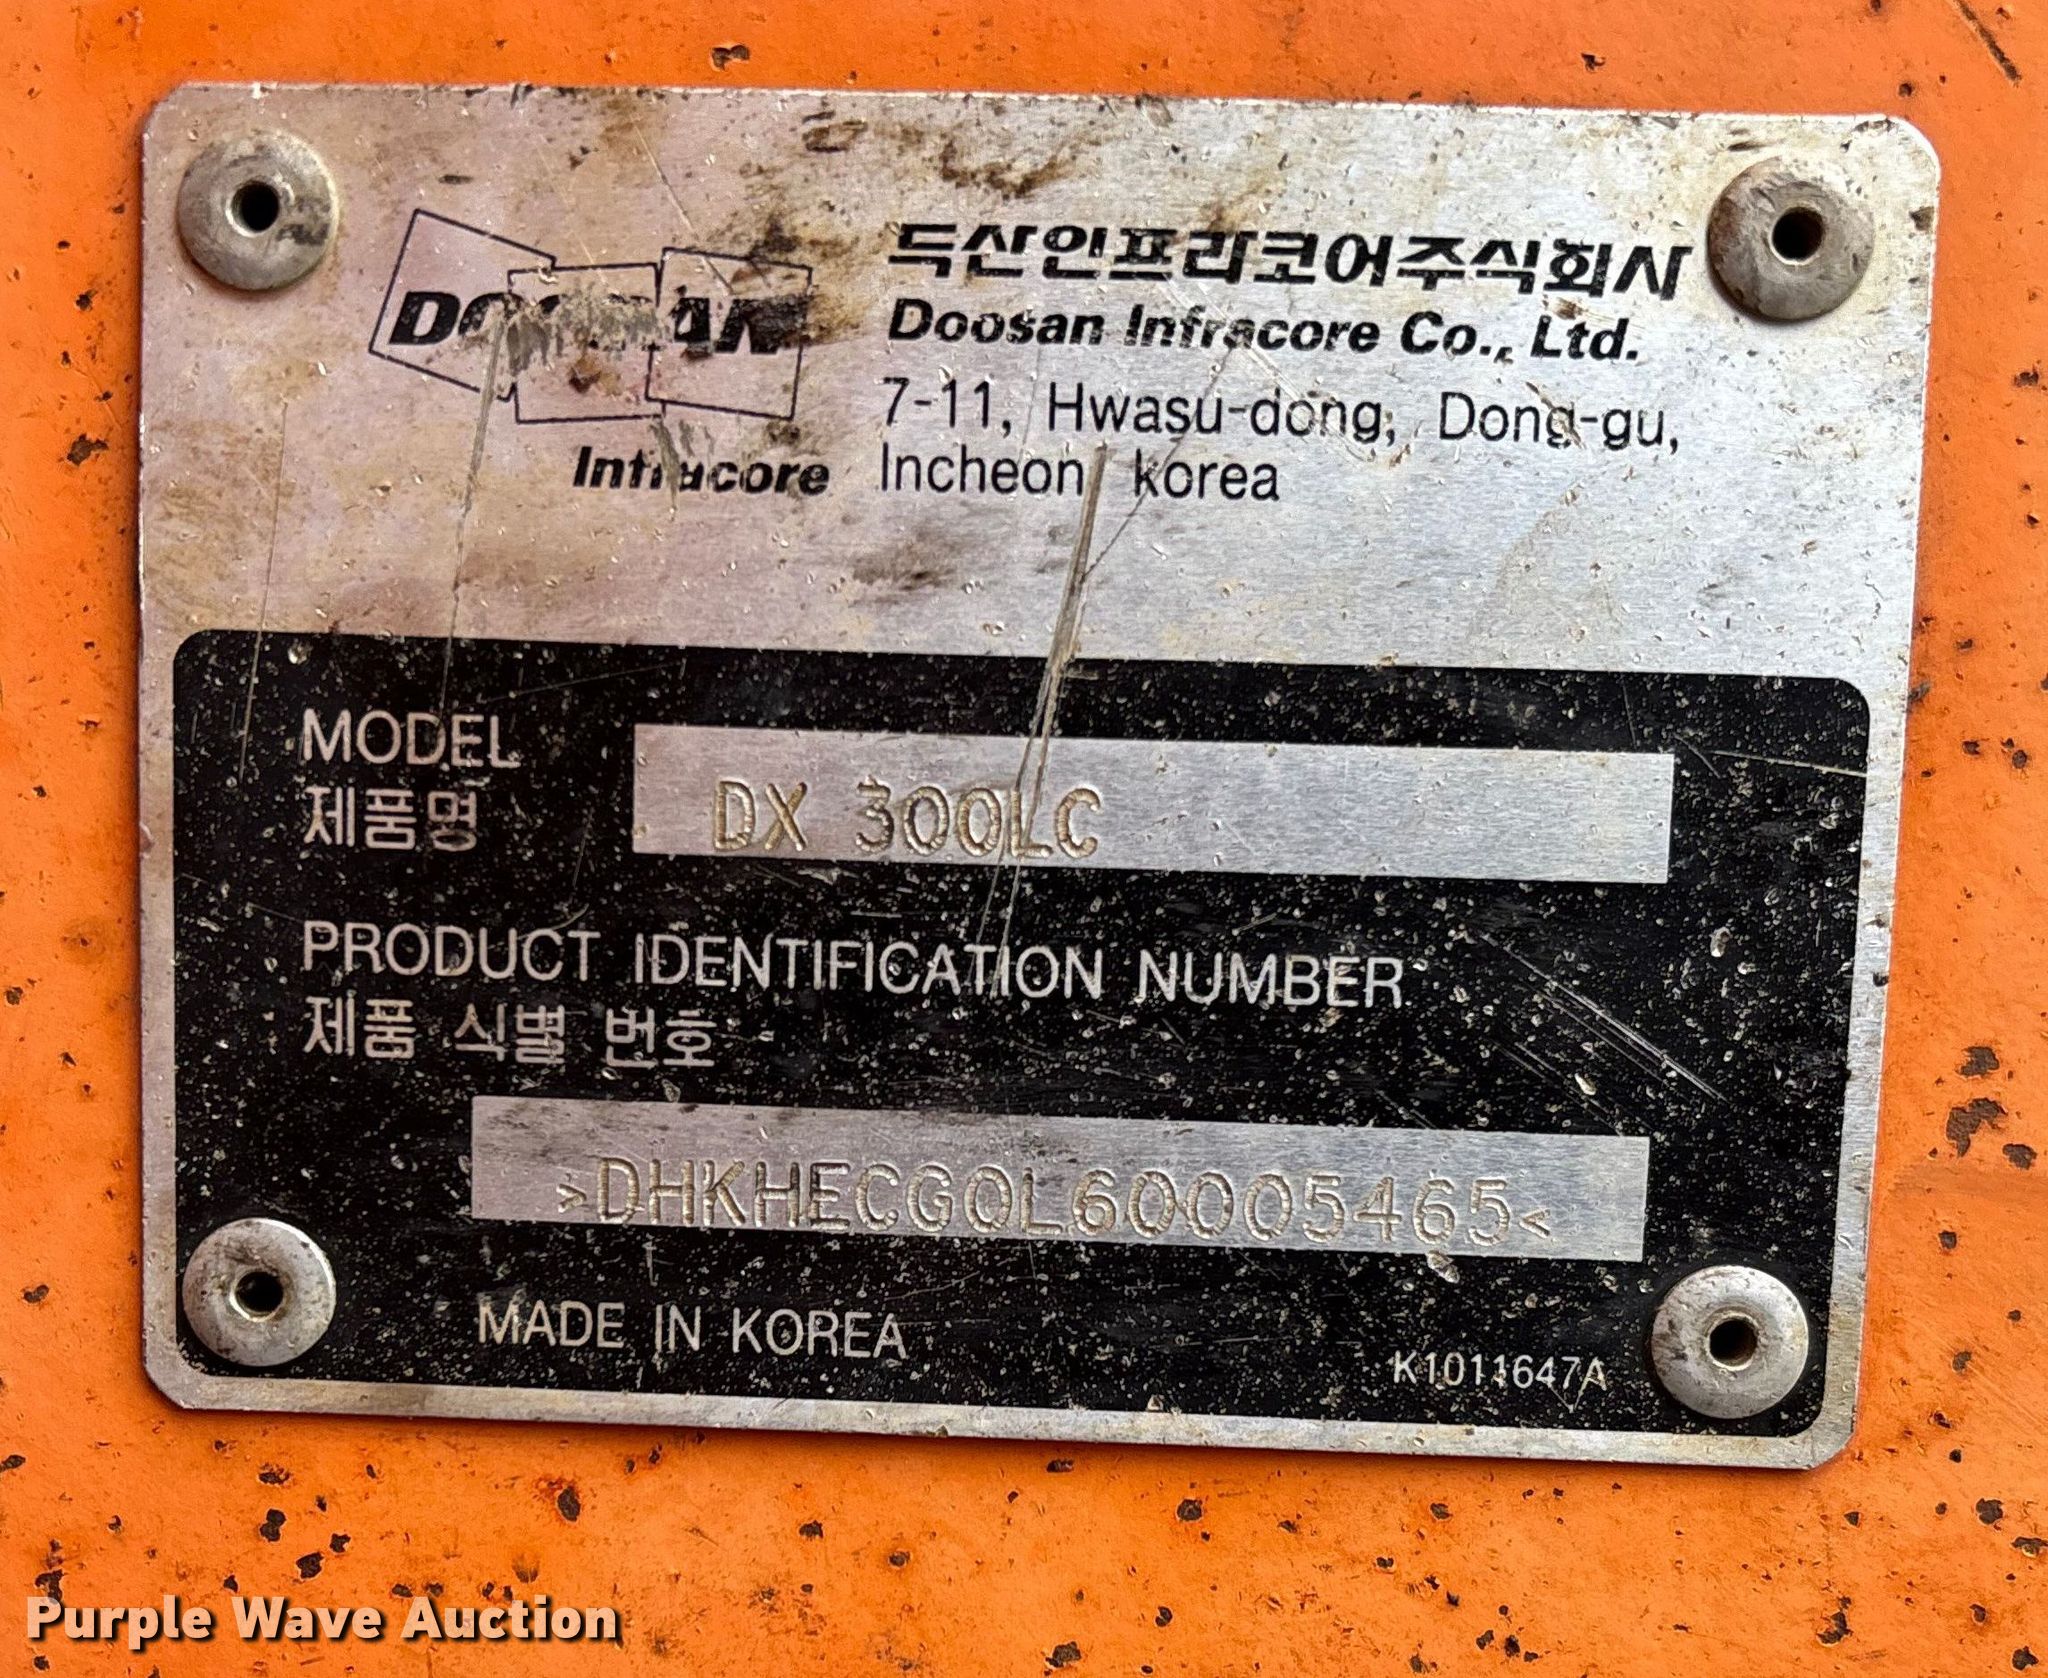 두산인프라코어주식회사
Doosan Infracore Co., Ltd.
DOOSAN
7-11, Hwasu-dong, Dong-gu,
Infracore
Incheon korea
MODEL
제품명
DX 300LC
PRODUCT IDENTIFICATION NUMBER
제품 식별 번호
>DHKHECG0L60005465<
MADE IN KOREA
K1011647A
Purple Wave Auction